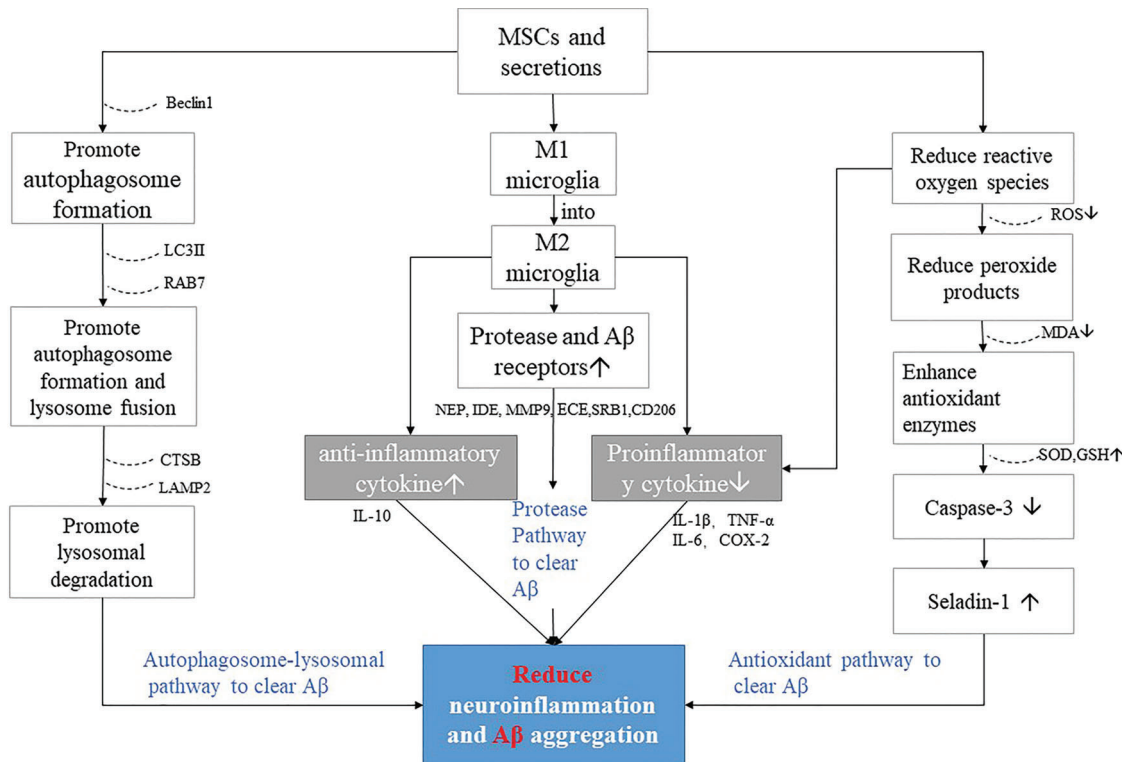 MSCs and
secretions
Beclin1
Promote
autophagosome
formation
LC3II
RAB7
Promote
autophagosome
formation and
lysosome fusion
CTSB
LAMP2
Promote
lysosomal
degradation
Autophagosome-lysosomal
pathway to clear Aβ
M1
microglia
into
M2
microglia
Protease and Aβ
receptors↑
NEP, IDE, MMP9, ECE,SRB1,CD206
anti-inflammatory
cytokine↑
IL-10
Protease
Pathway
to clear
Aβ
Proinflammator
y cytokine↓
IL-1β, TNF-α
IL-6, COX-2
Reduce reactive
oxygen species
ROS↓
Reduce peroxide
products
MDA↓
Enhance
antioxidant
enzymes
SOD,GSH↑
Caspase-3 ↓
Seladin-1 ↑
Antioxidant pathway to
clear Aβ
Reduce
neuroinflammation
and Aβ aggregation